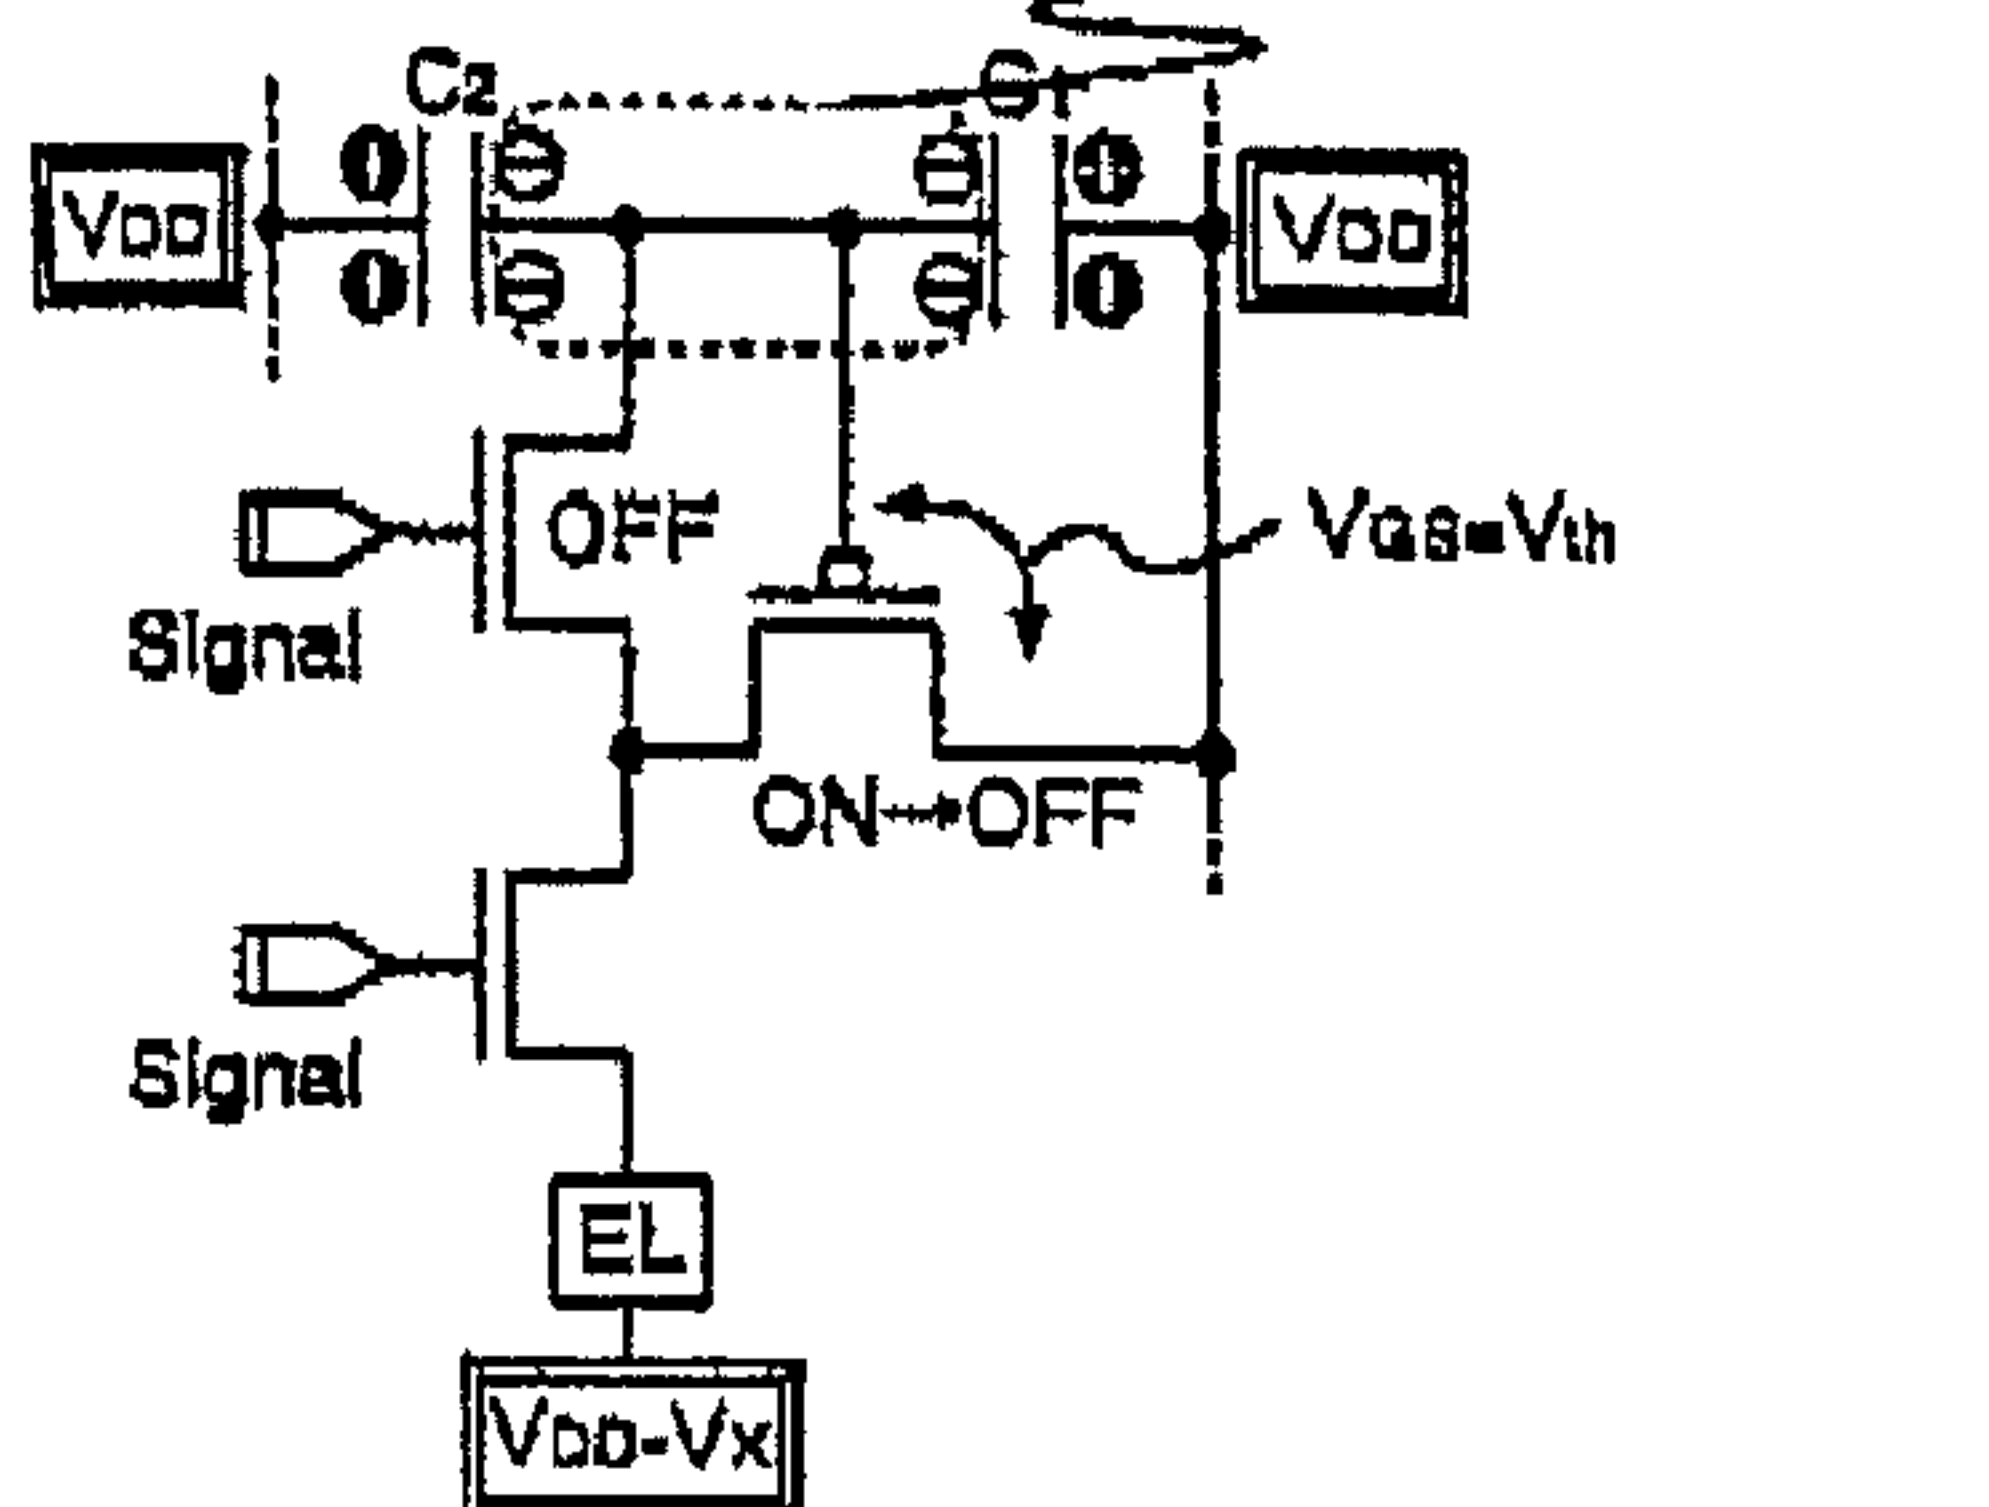 C2
C1
VDD
VDD
OFF
VGS=Vth
Signal
ON→OFF
Signal
EL
VDD-Vx